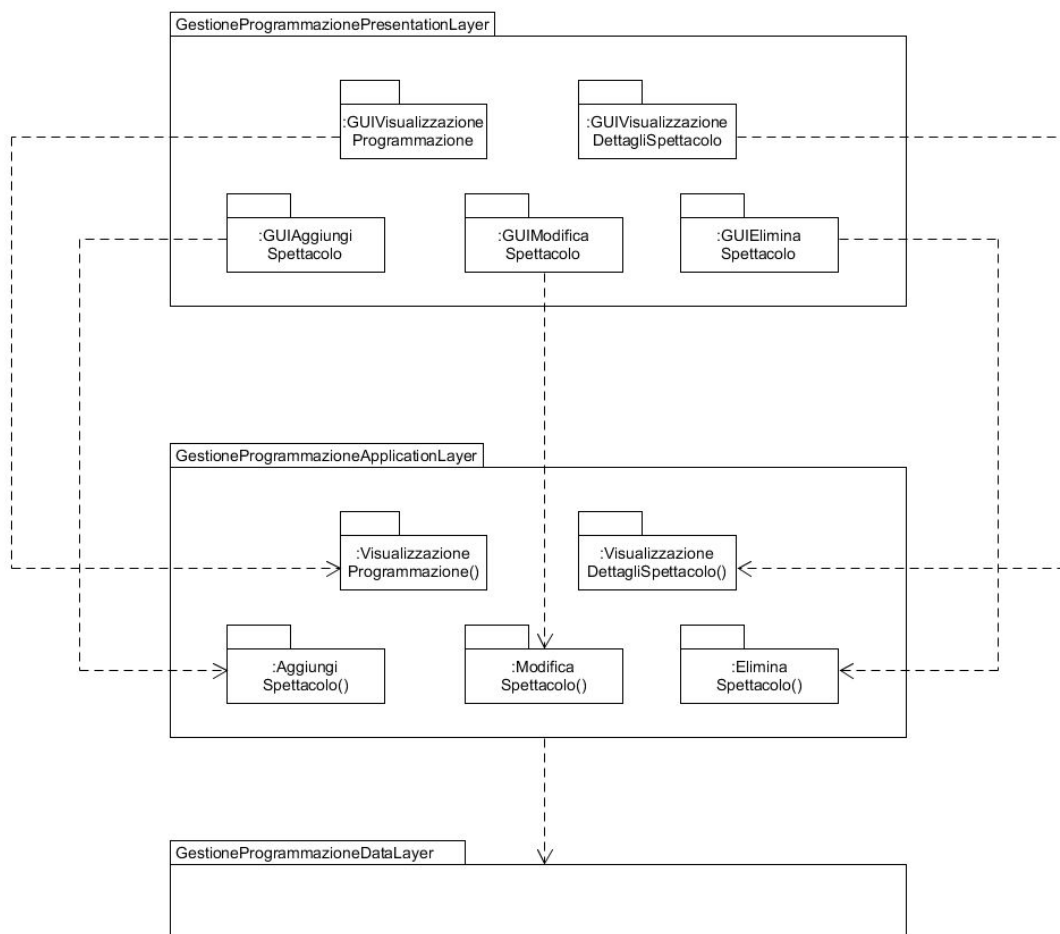 GestioneProgrammazionePresentationLayer
:GUIVisualizzazione
Programmazione
:GUIVisualizzazione
DettagliSpettacolo
:GUIAggiungi
Spettacolo
:GUIModifica
Spettacolo
:GUIElimina
Spettacolo
GestioneProgrammazioneApplicationLayer
:Visualizzazione
Programmazione()
:Visualizzazione
DettagliSpettacolo()
:Aggiungi
Spettacolo()
:Modifica
Spettacolo()
:Elimina
Spettacolo()
GestioneProgrammazioneDataLayer